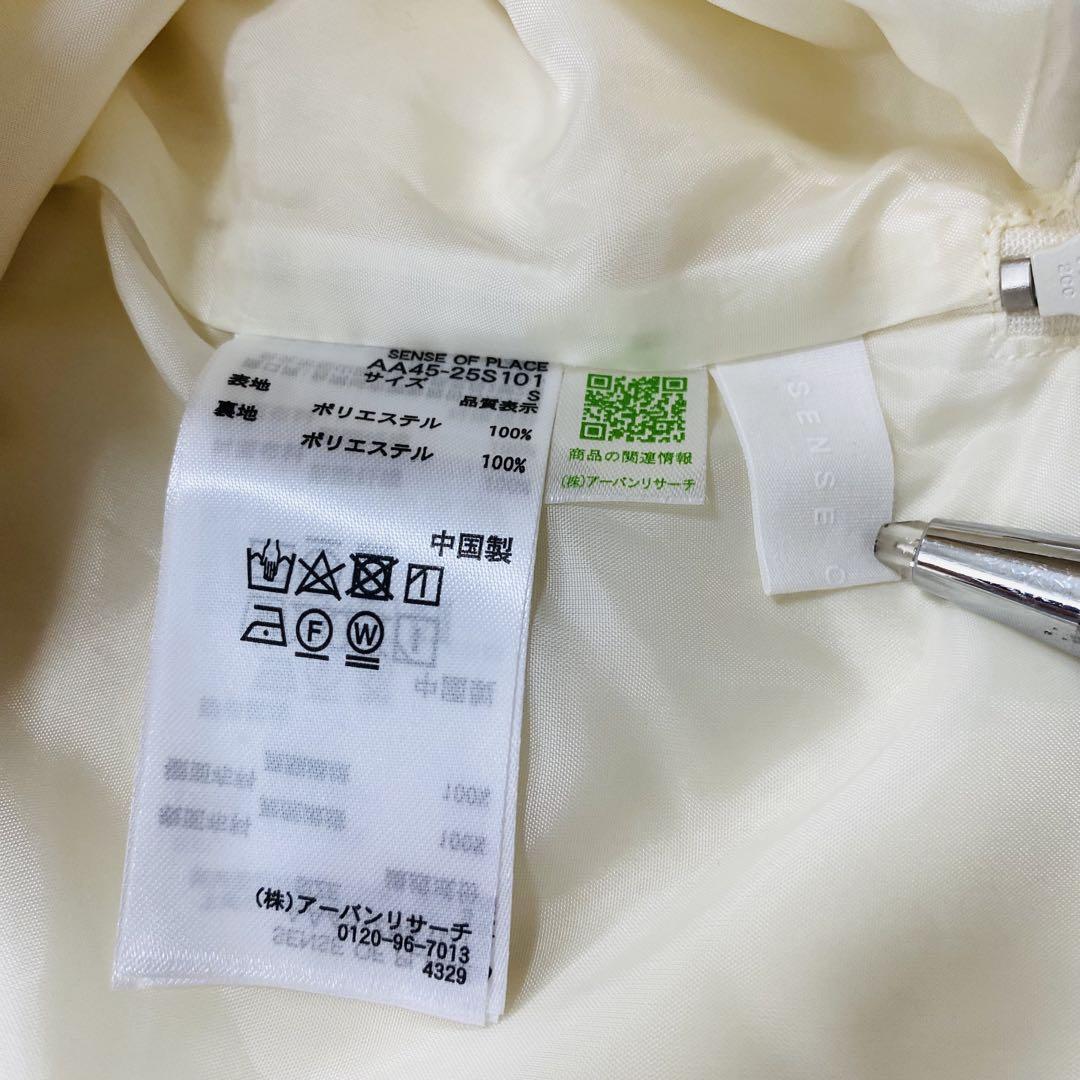 SENSE OF PLACE
AA45-25S101
サイズ S
品質表示
表地 ポリエステル 100%
裏地 ポリエステル 100%
中国製
F W
(株)アーバンリサーチ
0120-96-7013
4329
商品の関連情報
(株)アーバンリサーチ
SENSE O
200